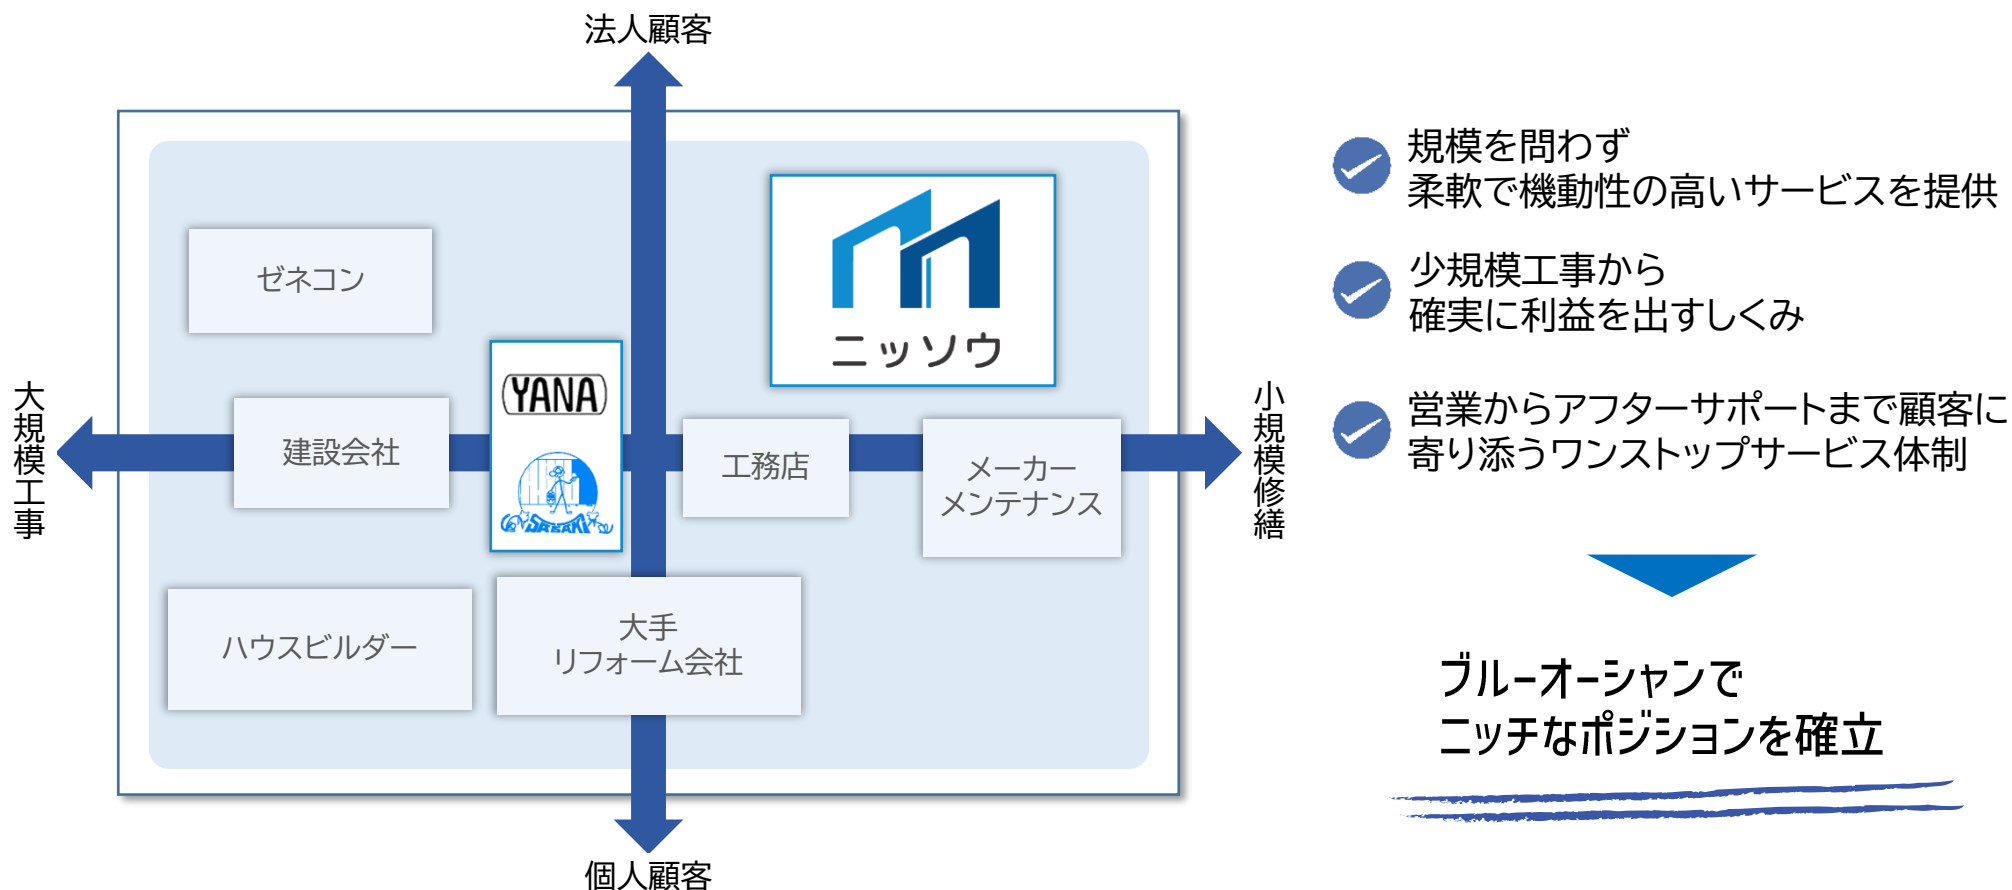 法人顧客
ゼネコン
ニッソウ
YANA
大規模工事
建設会社
SASAKI
工務店
メーカー
メンテナンス
小規模修繕
ハウスビルダー
大手
リフォーム会社
個人顧客
規模を問わず
柔軟で機動性の高いサービスを提供
少規模工事から
確実に利益を出すしくみ
営業からアフターサポートまで顧客に
寄り添うワンストップサービス体制
ブルーオーシャンで
ニッチなポジションを確立